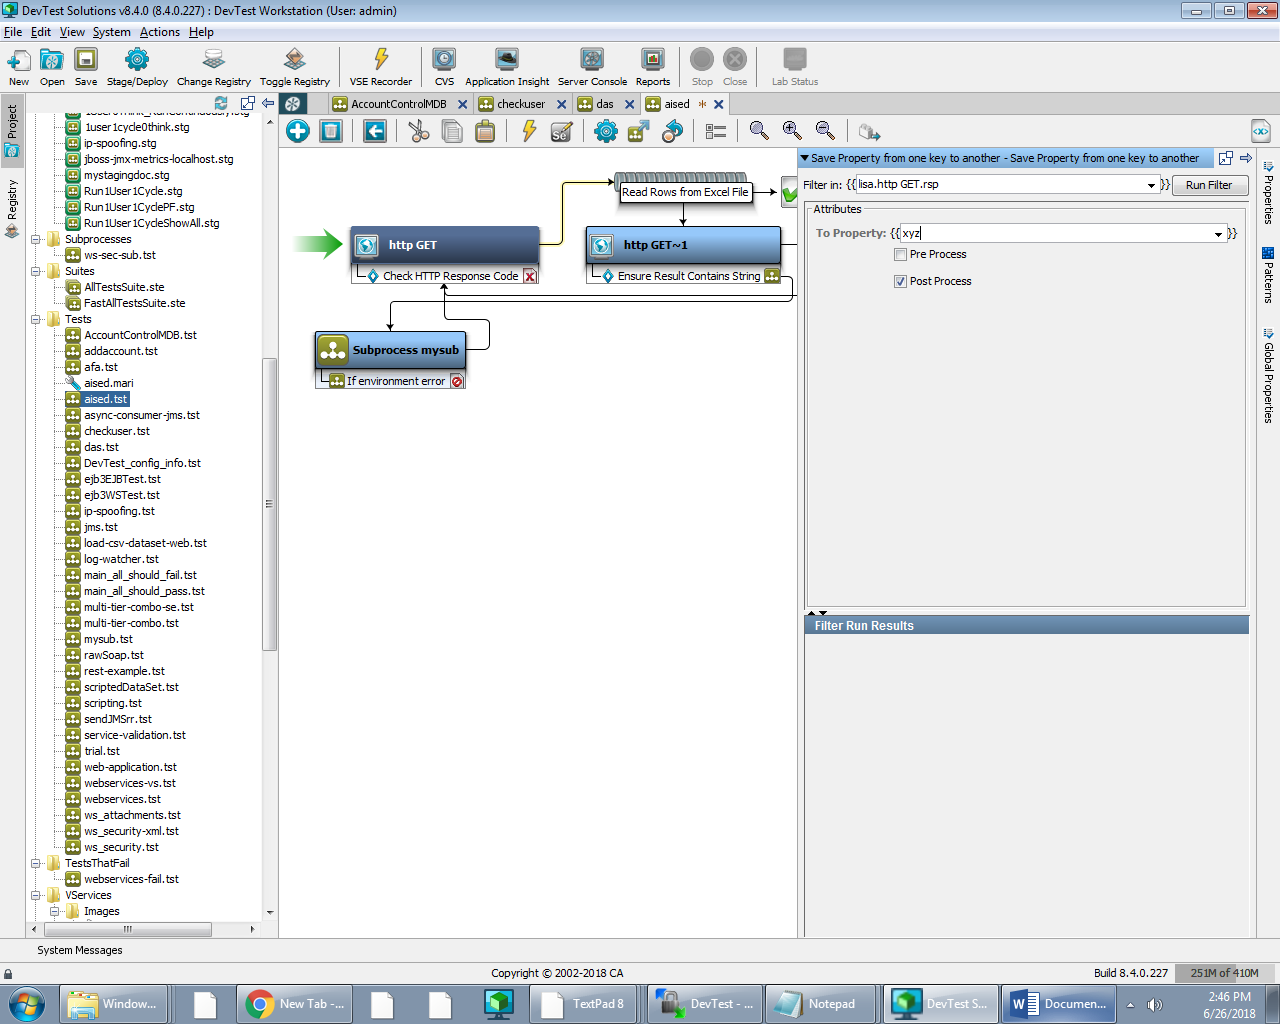 DevTest Solutions v8.4.0 (8.4.0.227) : DevTest Workstation (User: admin)
File Edit View System Actions Help
New Open Save Stage/Deploy Change Registry Toggle Registry VSE Recorder CVS Application Insight Server Console Reports Stop Close Lab Status
Project
Registry
1user1cycle0think.stg
ip-spoofing.stg
jboss-jmx-metrics-localhost.stg
mystagingdoc.stg
Run1User1Cycle.stg
Run1User1CyclePF.stg
Run1User1CycleShowAll.stg
Subprocesses
ws-sec-sub.tst
Suites
AllTestsSuite.ste
FastAllTestsSuite.ste
Tests
AccountControlMDB.tst
addaccount.tst
afa.tst
aised.mari
aised.tst
async-consumer-jms.tst
checkuser.tst
das.tst
DevTest_config_info.tst
ejb3EJBTest.tst
ejb3WSTest.tst
ip-spoofing.tst
jms.tst
load-csv-dataset-web.tst
log-watcher.tst
main_all_should_fail.tst
main_all_should_pass.tst
multi-tier-combo-se.tst
multi-tier-combo.tst
mysub.tst
rawSoap.tst
rest-example.tst
scriptedDataSet.tst
scripting.tst
sendJMSrr.tst
service-validation.tst
trial.tst
web-application.tst
webservices-vs.tst
webservices.tst
ws_attachments.tst
ws_security-xml.tst
ws_security.tst
TestsThatFail
webservices-fail.tst
VServices
Images
AccountControlMDB checkuser das aised
Read Rows from Excel File
http GET
Check HTTP Response Code
http GET~1
Ensure Result Contains String
Subprocess mysub
If environment error
Save Property from one key to another - Save Property from one key to another
Filter in: {{lisa.http GET.rsp }} Run Filter
Attributes
To Property: {{xyz }}
Pre Process
Post Process
Filter Run Results
Properties
Patterns
Global Properties
System Messages
Copyright © 2002-2018 CA
Build 8.4.0.227
251M of 410M
Window... New Tab -... TextPad 8 DevTest - ... Notepad DevTest S... Documen...
2:46 PM
6/26/2018